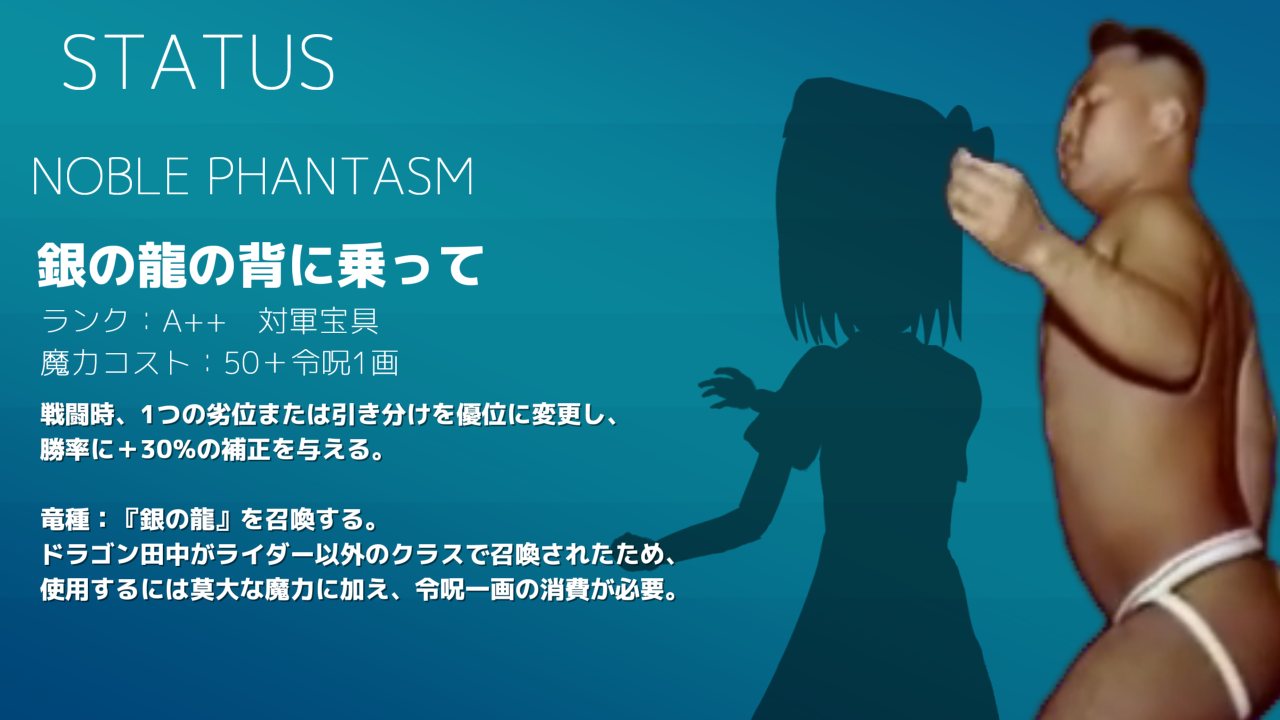 STATUS
NOBLE PHANTASM
銀の龍の背に乗って
ランク：A++　対軍宝具
魔力コスト：50＋令呪1画
戦闘時、1つの劣位または引き分けを優位に変更し、
勝率に＋30%の補正を与える。
竜種：『銀の龍』を召喚する。
ドラゴン田中がライダー以外のクラスで召喚されたため、
使用するには莫大な魔力に加え、令呪一画の消費が必要。